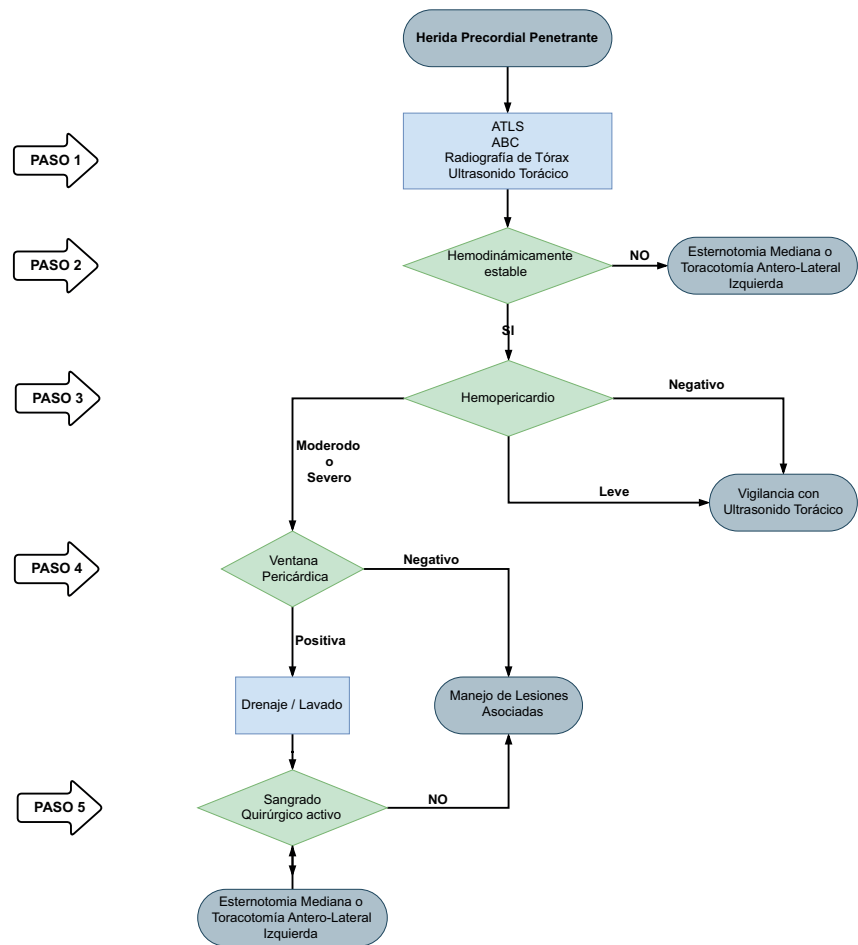 Herida Precordial Penetrante
PASO 1
ATLS
ABC
Radiografía de Tórax
Ultrasonido Torácico
PASO 2
Hemodinámicamente
estable
NO
Esternotomia Mediana o
Toracotomía Antero-Lateral
Izquierda
SI
PASO 3
Hemopericardio
Negativo
Moderodo
o
Severo
Leve
Vigilancia con
Ultrasonido Torácico
PASO 4
Ventana
Pericárdica
Negativo
Positiva
Drenaje / Lavado
Manejo de Lesiones
Asociadas
PASO 5
Sangrado
Quirúrgico activo
NO
Esternotomia Mediana o
Toracotomía Antero-Lateral
Izquierda